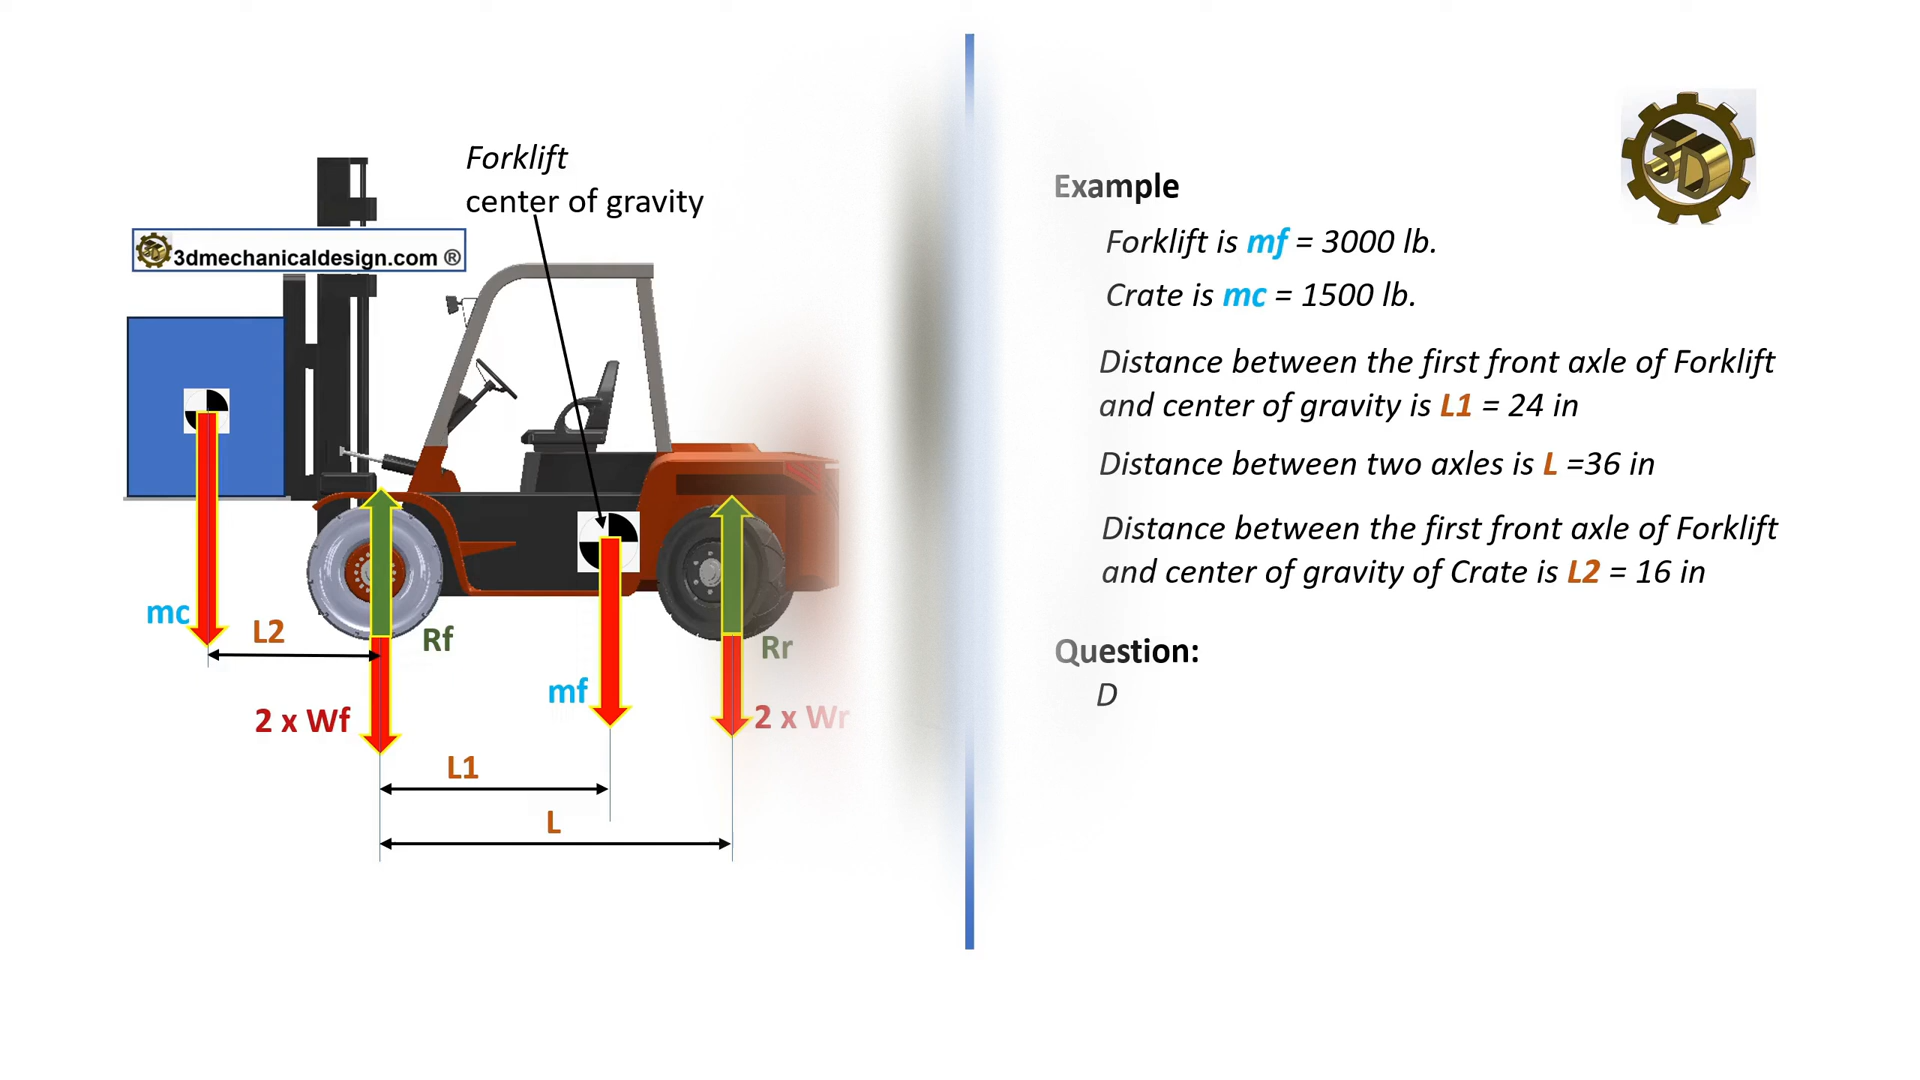 Forklift
center of gravity
3D 3dmechanicaldesign.com ®
mc
L2
Rf
Rr
mf
2 x Wf
2 x Wr
L1
L
3D
Example
Forklift is mf = 3000 lb.
Crate is mc = 1500 lb.
Distance between the first front axle of Forklift
and center of gravity is L1 = 24 in
Distance between two axles is L =36 in
Distance between the first front axle of Forklift
and center of gravity of Crate is L2 = 16 in
Question:
D